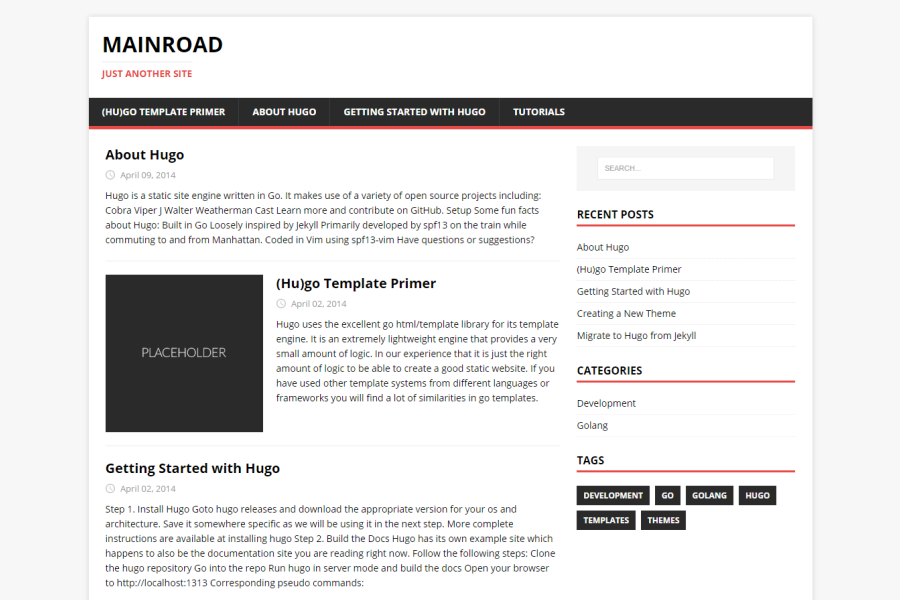 MAINROAD
JUST ANOTHER SITE
(HU)GO TEMPLATE PRIMER ABOUT HUGO GETTING STARTED WITH HUGO TUTORIALS
About Hugo
April 09, 2014
Hugo is a static site engine written in Go. It makes use of a variety of open source projects including:
Cobra Viper J Walter Weatherman Cast Learn more and contribute on GitHub. Setup Some fun facts
about Hugo: Built in Go Loosely inspired by Jekyll Primarily developed by spf13 on the train while
commuting to and from Manhattan. Coded in Vim using spf13-vim Have questions or suggestions?
PLACEHOLDER
(Hu)go Template Primer
April 02, 2014
Hugo uses the excellent go html/template library for its template
engine. It is an extremely lightweight engine that provides a very
small amount of logic. In our experience that it is just the right
amount of logic to be able to create a good static website. If you
have used other template systems from different languages or
frameworks you will find a lot of similarities in go templates.
Getting Started with Hugo
April 02, 2014
Step 1. Install Hugo Goto hugo releases and download the appropriate version for your os and
architecture. Save it somewhere specific as we will be using it in the next step. More complete
instructions are available at installing hugo Step 2. Build the Docs Hugo has its own example site which
happens to also be the documentation site you are reading right now. Follow the following steps: Clone
the hugo repository Go into the repo Run hugo in server mode and build the docs Open your browser
to http://localhost:1313 Corresponding pseudo commands:
SEARCH...
RECENT POSTS
About Hugo
(Hu)go Template Primer
Getting Started with Hugo
Creating a New Theme
Migrate to Hugo from Jekyll
CATEGORIES
Development
Golang
TAGS
DEVELOPMENT GO GOLANG HUGO
TEMPLATES THEMES